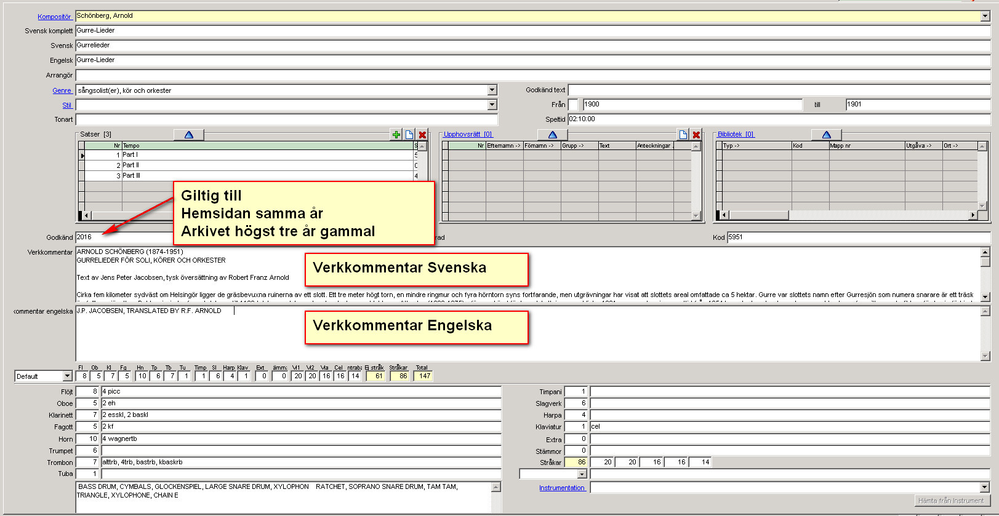 Kompositör Schönberg, Arnold
Svensk komplett Gurre-Lieder
Svensk Gurrelieder
Engelsk Gurre-Lieder
Arrangör
Genre sångsolist(er), kör och orkester Godkänd text
Stil Från 1900 till 1901
Tonart Speltid 02:10:00
Satser [3] Upphovsrätt [0] Bibliotek [0]
Nr Tempo S Nr Efternamn -> Förnamn -> Grupp -> Text Anteckningar Typ -> Kod Mapp nr Utgåva -> Ort ->
1 Part I 5
2 Part II 0
3 Part III 4
Giltig till
Hemsidan samma år
Arkivet högst tre år gammal
Godkänd 2016 rad Kod 5951
Verkkommentar ARNOLD SCHÖNBERG (1874-1951)
GURRELIEDER FÖR SOLI, KÖRER OCH ORKESTER
Verkkommentar Svenska
Text av Jens Peter Jacobsen, tysk översättning av Robert Franz Arnold
Cirka fem kilometer sydväst om Helsingör ligger de gräsbevuxna ruinerna av ett slott. Ett tre meter högt torn, en mindre ringmur och fyra hörntorn syns fortfarande, men utgrävningar har visat att slottets areal omfattade ca 5 hektar. Gurre var slottets namn efter Gurresjön som numera snarare är ett träsk
kommentar engelska J.P. JACOBSEN, TRANSLATED BY R.F. ARNOLD
Verkkommentar Engelska
Fl Ob Kl Fg Hn Tp Tb Tu Timp Sl Harp Klav Ext ämm Vl1 Vl2 Vla Cel ntrab Ej stråk Stråkar Total
Default 8 5 7 5 10 6 7 1 1 6 4 1 0 0 20 20 16 16 14 61 86 147
Flöjt 8 4 picc Timpani 1
Oboe 5 2 eh Slagverk 6
Klarinett 7 2 esskl, 2 baskl Harpa 4
Fagott 5 2 kf Klaviatur 1 cel
Horn 10 4 wagnertb Extra 0
Trumpet 6 Stämmor 0
Trombon 7 alttrb, 4trb, bastrb, kbaskrb Stråkar 86 20 20 16 16 14
Tuba 1
BASS DRUM, CYMBALS, GLOCKENSPIEL, LARGE SNARE DRUM, XYLOPHON RATCHET, SOPRANO SNARE DRUM, TAM TAM, Instrumentation
TRIANGLE, XYLOPHONE, CHAIN E
Hämta från Instrument